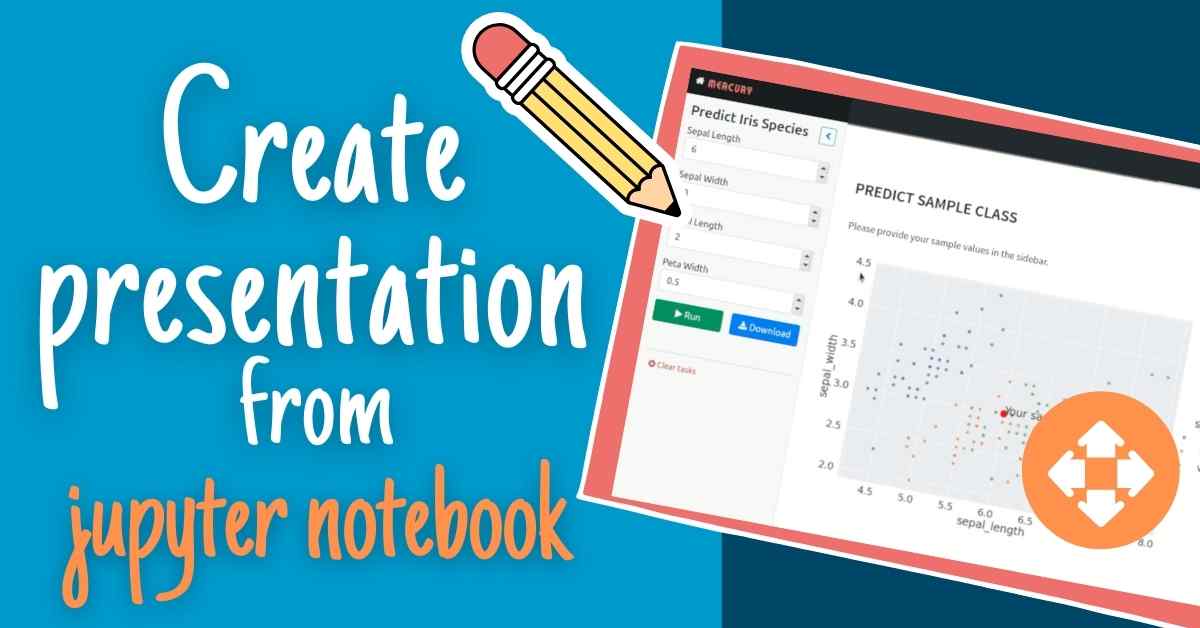 Create
presentation
from
jupyter notebook
MERCURY
Predict Iris Species
Sepal Length
6
Sepal Width
Length
2
Peta Width
0.5
Run
Download
Clear tasks
PREDICT SAMPLE CLASS
Please provide your sample values in the sidebar.
4.5
4.0
3.5
3.0
2.5
2.0
sepal_width
Your sa
4.5 5.0 5.5 6.0 6.5 8.0
sepal_length